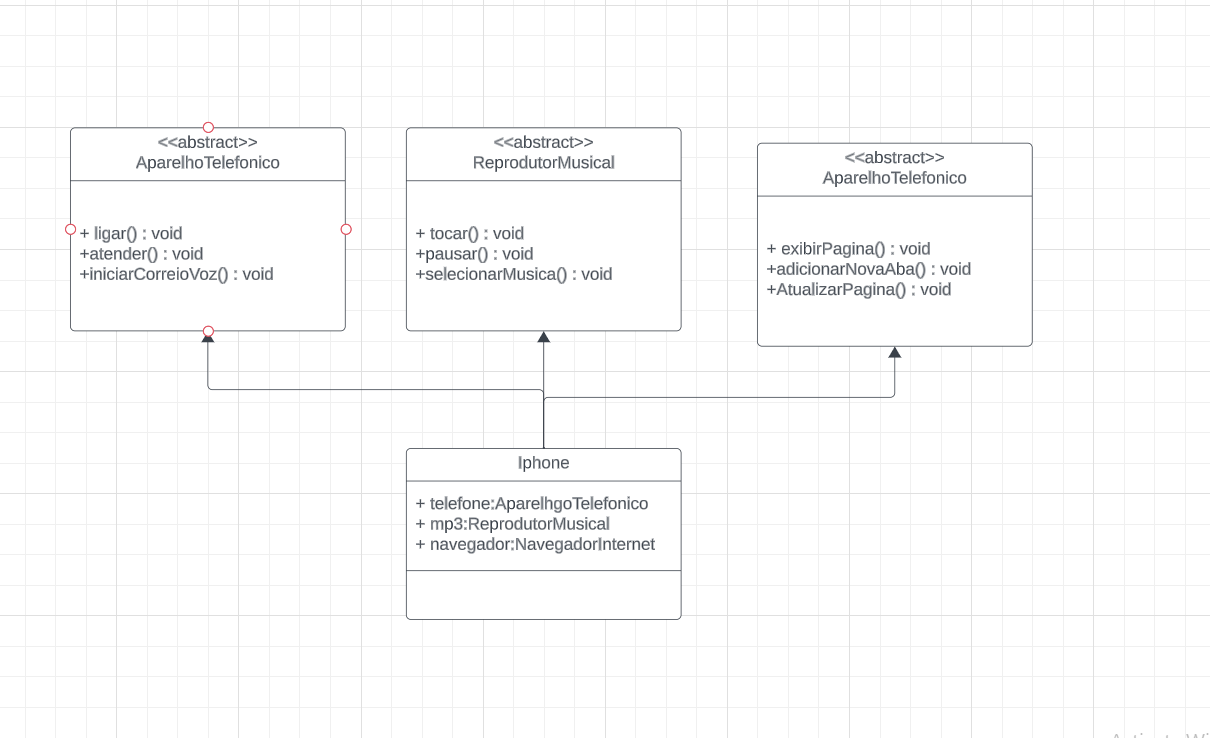 <<abstract>>
AparelhoTelefonico
+ ligar() : void
+atender() : void
+iniciarCorreioVoz() : void
<<abstract>>
ReprodutorMusical
+ tocar() : void
+pausar() : void
+selecionarMusica() : void
<<abstract>>
AparelhoTelefonico
+ exibirPagina() : void
+adicionarNovaAba() : void
+AtualizarPagina() : void
Iphone
+ telefone:AparelhgoTelefonico
+ mp3:ReprodutorMusical
+ navegador:NavegadorInternet